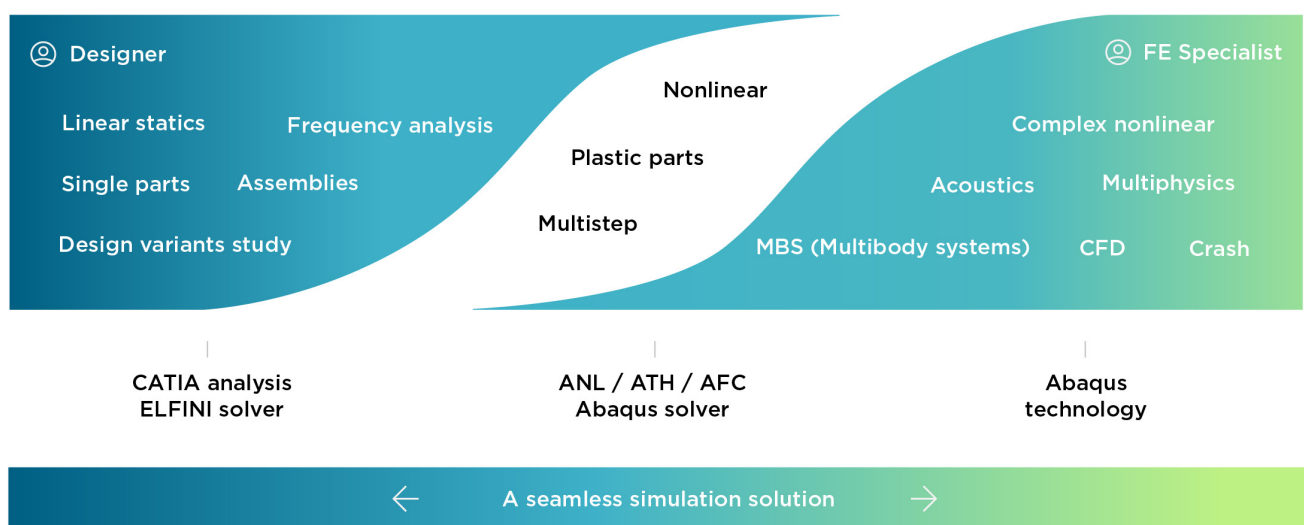 Designer
Linear statics
Frequency analysis
Single parts
Assemblies
Design variants study
Nonlinear
Plastic parts
Multistep
FE Specialist
Complex nonlinear
Acoustics
Multiphysics
MBS (Multibody systems)
CFD
Crash
CATIA analysis
ELFINI solver
ANL / ATH / AFC
Abaqus solver
Abaqus
technology
A seamless simulation solution